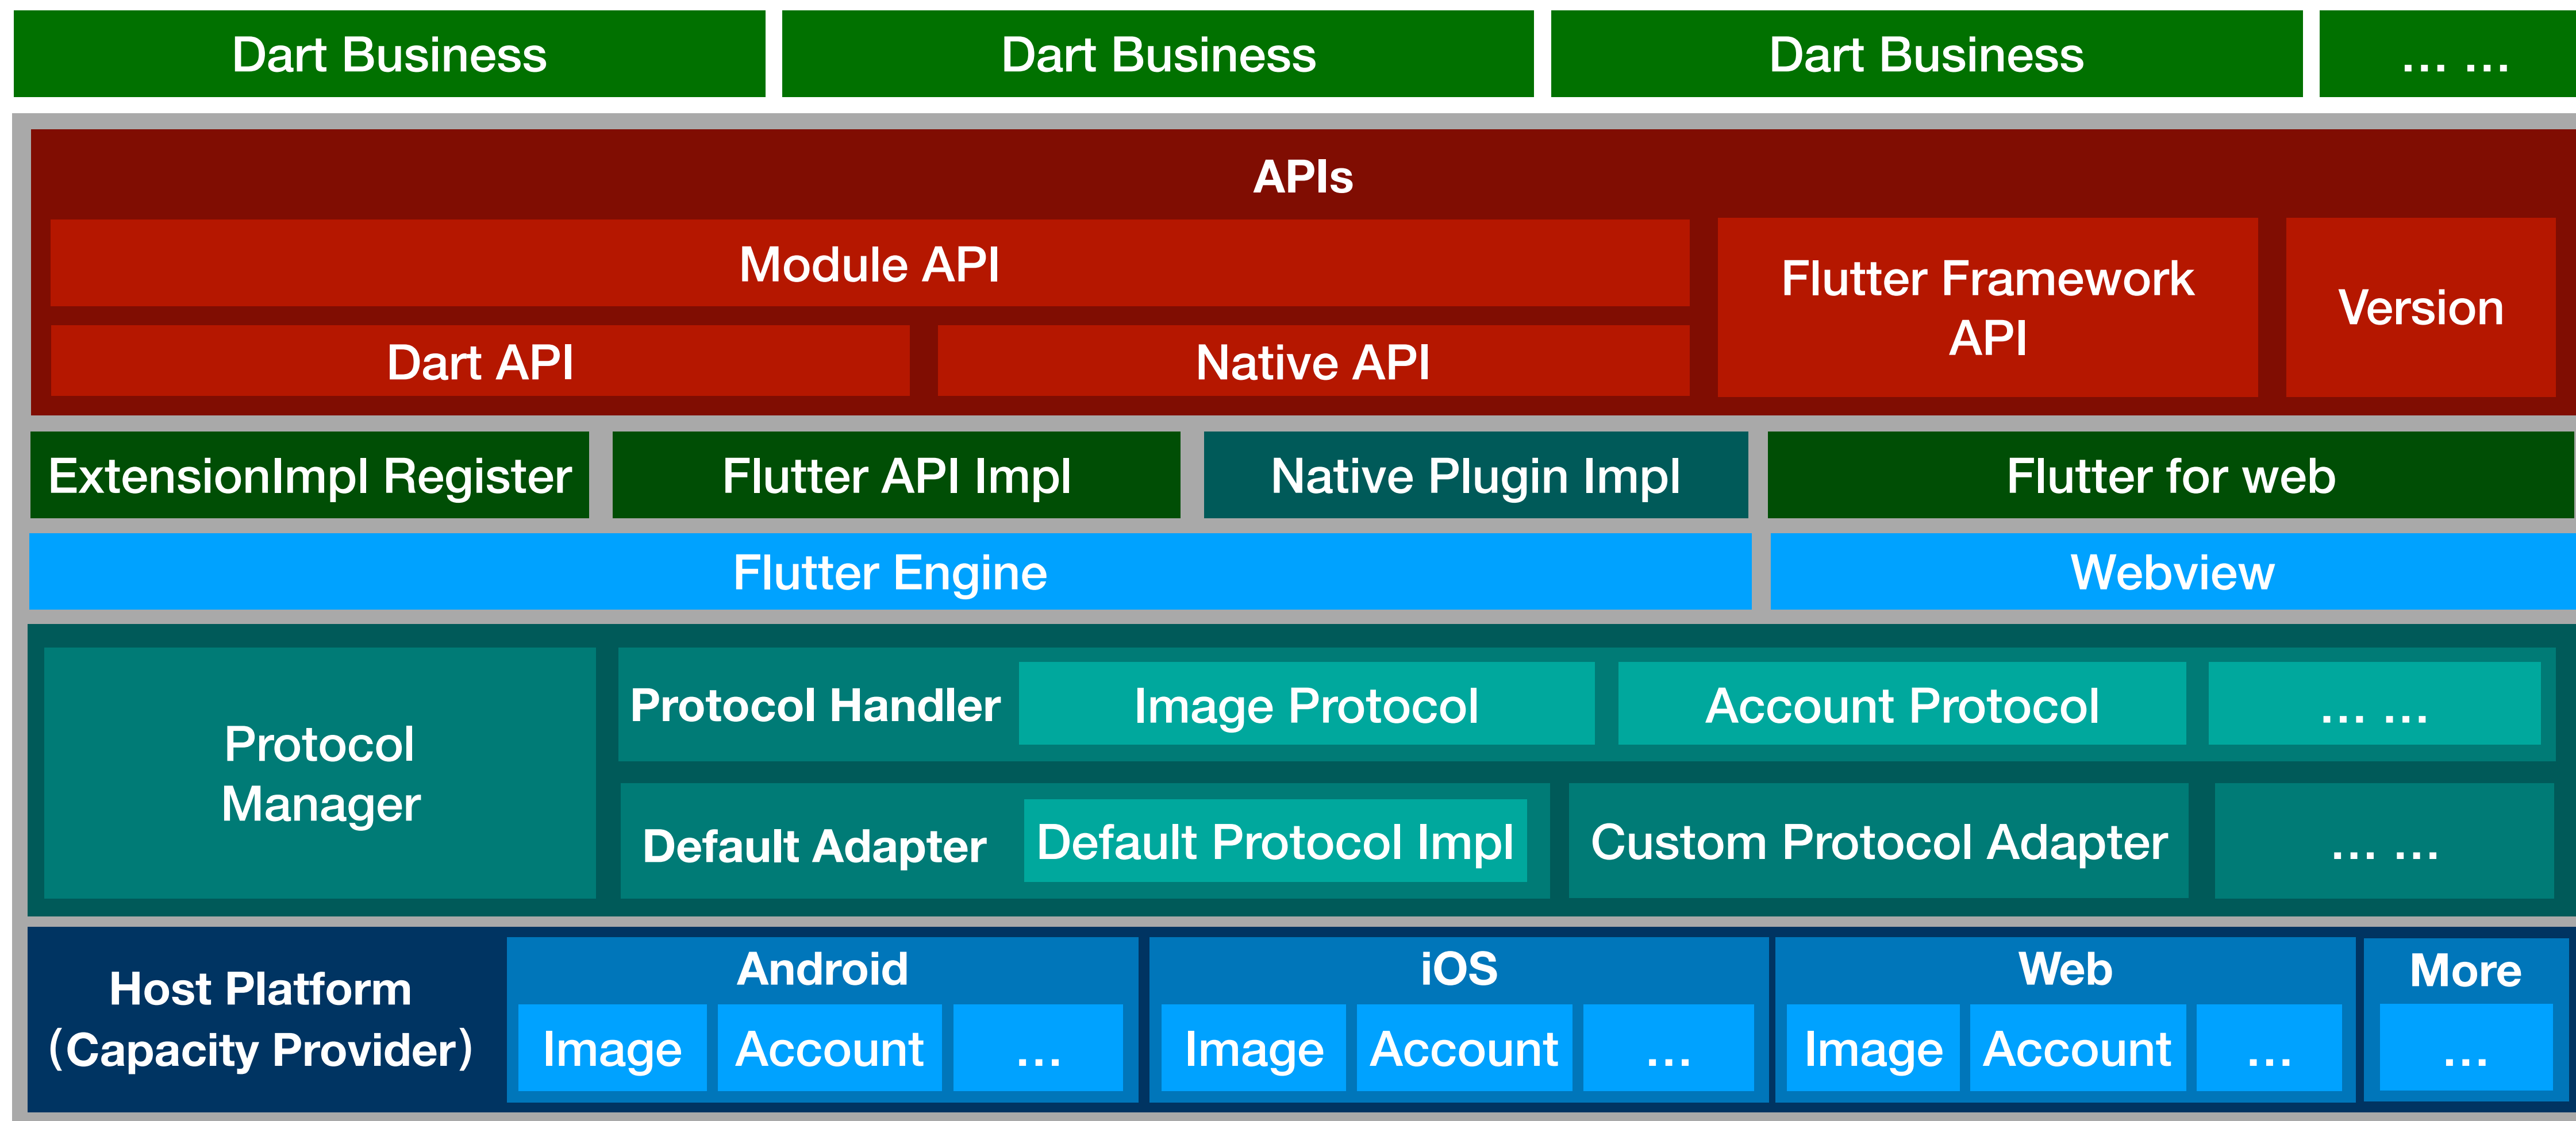 Dart Business
Dart Business
Dart Business
... ...
APIs
Module API
Flutter Framework
API
Version
Dart API
Native API
ExtensionImpl Register
Flutter API Impl
Native Plugin Impl
Flutter for web
Flutter Engine
Webview
Protocol
Manager
Protocol Handler
Image Protocol
Account Protocol
... ...
Default Adapter
Default Protocol Impl
Custom Protocol Adapter
... ...
Host Platform
(Capacity Provider)
Android
Image
Account
...
iOS
Image
Account
...
Web
Image
Account
...
More
...